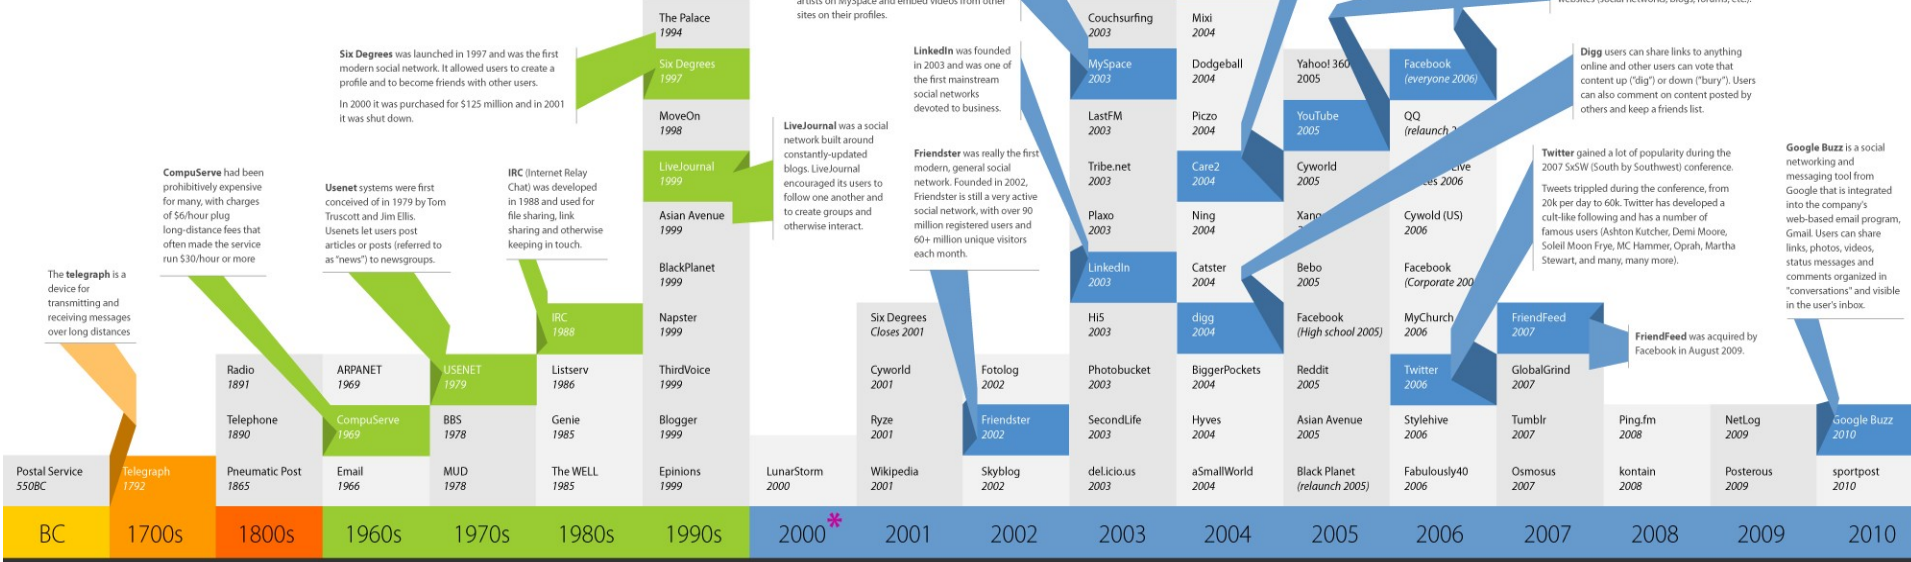 artists on MySpace and embed videos from other
sites on their profiles.
websites (social networks, blogs, forums, etc.).
Six Degrees was launched in 1997 and was the first
modern social network. It allowed users to create a
profile and to become friends with other users.
In 2000 it was purchased for $125 million and in 2001
it was shut down.
CompuServe had been
prohibitively expensive
for many, with charges
of $6/hour plug
long-distance fees that
often made the service
run $30/hour or more
Usenet systems were first
conceived of in 1979 by Tom
Truscott and Jim Ellis.
Usenets let users post
articles or posts (referred to
as "news") to newsgroups.
IRC (Internet Relay
Chat) was developed
in 1988 and used for
file sharing, link
sharing and otherwise
keeping in touch.
The telegraph is a
device for
transmitting and
receiving messages
over long distances
LiveJournal was a social
network built around
constantly-updated
blogs. LiveJournal
encouraged its users to
follow one another and
to create groups and
otherwise interact.
LinkedIn was founded
in 2003 and was one of
the first mainstream
social networks
devoted to business.
Friendster was really the first
modern, general social
network. Founded in 2002,
Friendster is still a very active
social network, with over 90
million registered users and
60+ million unique visitors
each month.
Digg users can share links to anything
online and other users can vote that
content up ("dig") or down ("bury"). Users
can also comment on content posted by
others and keep a friends list.
Twitter gained a lot of popularity during the
2007 SxSW (South by Southwest) conference.
Tweets trippled during the conference, from
20k per day to 60k. Twitter has developed a
cult-like following and has a number of
famous users (Ashton Kutcher, Demi Moore,
Soleil Moon Frye, MC Hammer, Oprah, Martha
Stewart, and many, many more).
Google Buzz is a social
networking and
messaging tool from
Google that is integrated
into the company's
web-based email program,
Gmail. Users can share
links, photos, videos,
status messages and
comments organized in
"conversations" and visible
in the user's inbox.
FriendFeed was acquired by
Facebook in August 2009.
Postal Service
550BC
Telegraph
1792
Radio
1891
Telephone
1890
Pneumatic Post
1865
ARPANET
1969
CompuServe
1969
Email
1966
USENET
1979
BBS
1978
MUD
1978
IRC
1988
Listserv
1986
Genie
1985
The WELL
1985
The Palace
1994
Six Degrees
1997
MoveOn
1998
LiveJournal
1999
Asian Avenue
1999
BlackPlanet
1999
Napster
1999
ThirdVoice
1999
Blogger
1999
Epinions
1999
LunarStorm
2000
Six Degrees
Closes 2001
Cyworld
2001
Ryze
2001
Wikipedia
2001
Fotolog
2002
Friendster
2002
Skyblog
2002
Couchsurfing
2003
MySpace
2003
LastFM
2003
Tribe.net
2003
Plaxo
2003
LinkedIn
2003
Hi5
2003
Photobucket
2003
SecondLife
2003
del.icio.us
2003
Mixi
2004
Dodgeball
2004
Piczo
2004
Care2
2004
Ning
2004
Catster
2004
digg
2004
BiggerPockets
2004
Hyves
2004
aSmallWorld
2004
Yahoo! 360
2005
YouTube
2005
Cyworld
2005
Bebo
2005
Facebook
(High school 2005)
Reddit
2005
Asian Avenue
2005
Black Planet
(relaunch 2005)
Facebook
(everyone 2006)
QQ
(relaunch
2006
Cywold (US)
2006
Facebook
(Corporate
MyChurch
2006
Twitter
2006
Stylehive
2006
Fabulously40
2006
FriendFeed
2007
GlobalGrind
2007
Tumblr
2007
Osmosus
2007
Ping.fm
2008
kontain
2008
NetLog
2009
Posterous
2009
Google Buzz
2010
sportpost
2010
BC
1700s
1800s
1960s
1970s
1980s
1990s
2000*
2001
2002
2003
2004
2005
2006
2007
2008
2009
2010